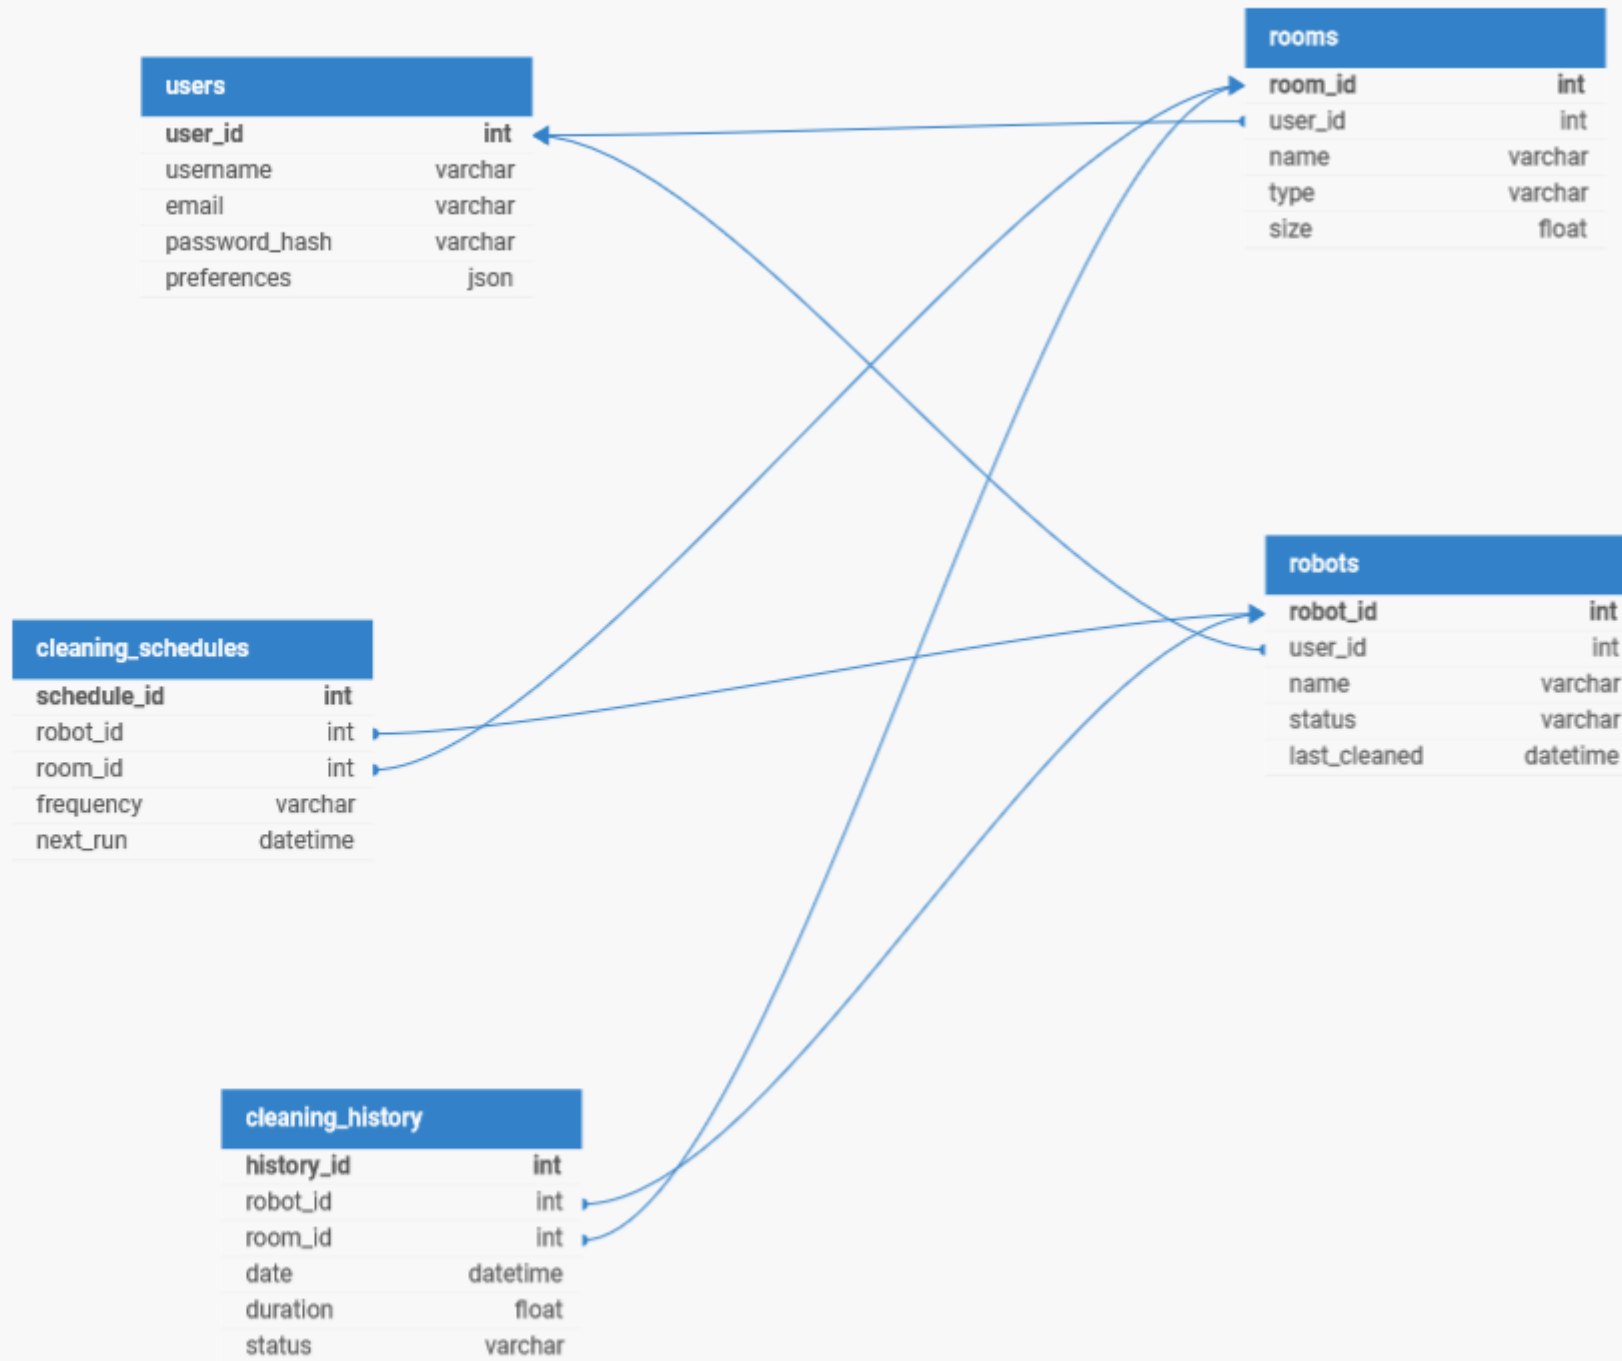 users
user_id int
username varchar
email varchar
password_hash varchar
preferences json
rooms
room_id int
user_id int
name varchar
type varchar
size float
cleaning_schedules
schedule_id int
robot_id int
room_id int
frequency varchar
next_run datetime
robots
robot_id int
user_id int
name varchar
status varchar
last_cleaned datetime
cleaning_history
history_id int
robot_id int
room_id int
date datetime
duration float
status varchar